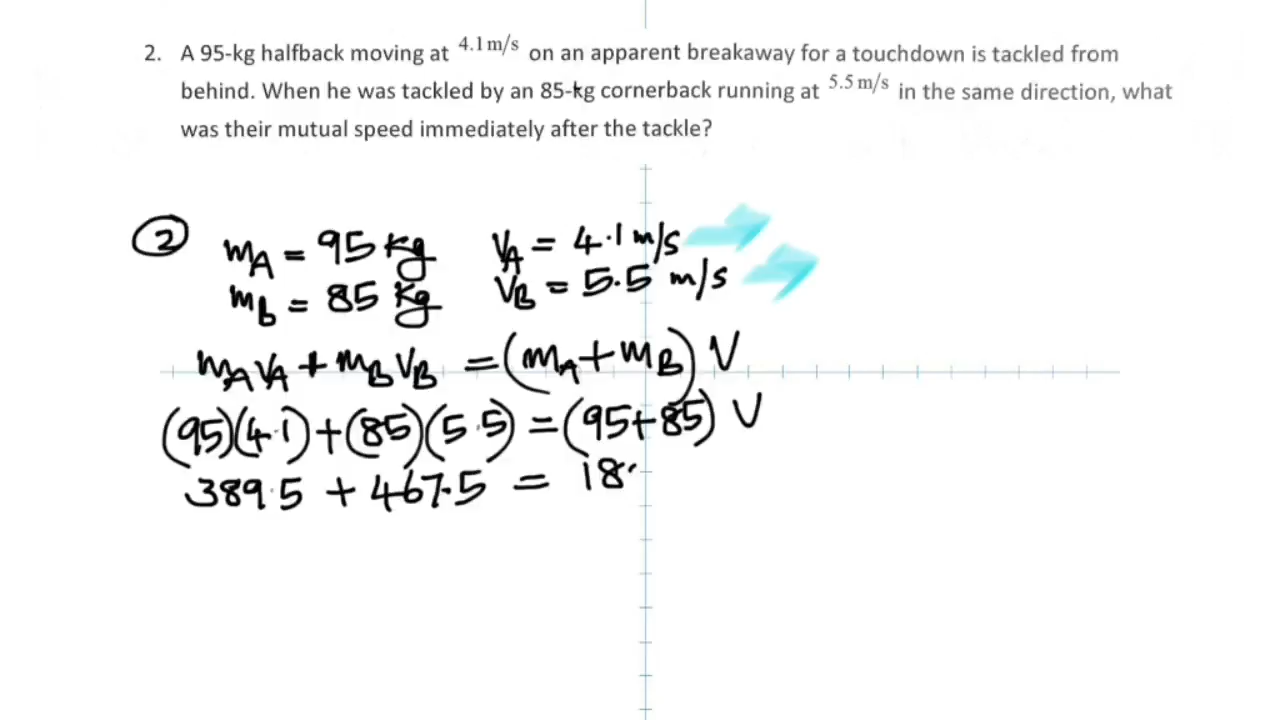 2. A 95-kg halfback moving at 4.1 m/s on an apparent breakaway for a touchdown is tackled from
behind. When he was tackled by an 85-kg cornerback running at 5.5 m/s in the same direction, what
was their mutual speed immediately after the tackle?
② mA = 95 kg VA = 4.1 m/s
mb = 85 kg VB = 5.5 m/s
mAVA + mBVB = (mA + mB) V
(95)(4.1) + (85)(5.5) = (95+85) V
389.5 + 467.5 = 18